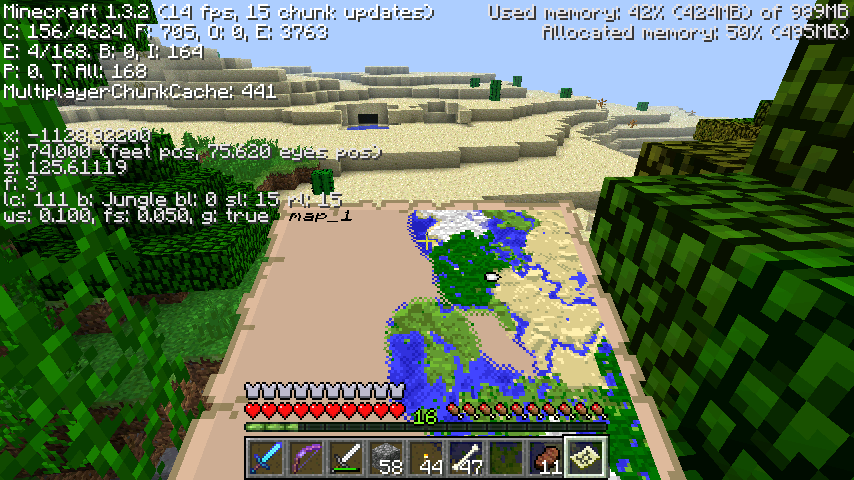 Minecraft 1.3.2 (14 fps, 15 chunk updates)
C: 156/4624, F: 705, O: 0, E: 3763
E: 4/168, B: 0, I: 164
P: 0. T: All: 168
MultiplayerChunkCache: 441
Used memory: 42% (424MB) of 989MB
Allocated memory: 50% (495MB)
x: -1128.92200
y: 74.000 (feet pos, 75.620 eyes pos)
z: 125.61119
f: 3
lc: 111 b: Jungle bl: 0 sl: 15 rl: 15
ws: 0.100, fs: 0.050, g: true
map_1
16
58 44 47 11